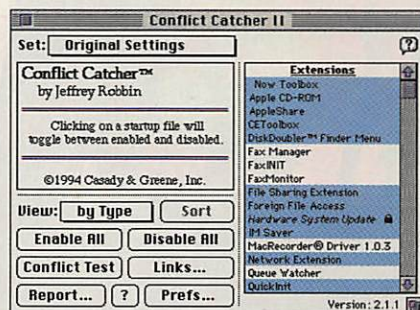 Conflict Catcher II
Set: Original Settings
?
Conflict Catcher™
by Jeffrey Robbin
Clicking on a startup file will
toggle between enabled and disabled.
©1994 Casady & Greene, Inc.
View: by Type Sort
Enable All Disable All
Conflict Test Links...
Report... ? Prefs...
Extensions
Now Toolbox
Apple CD-ROM
AppleShare
CEToolbox
DiskDoubler™ Finder Menu
Fax Manager
FaxINIT
FaxMonitor
File Sharing Extension
Foreign File Access
Hardware System Update
IM Saver
MacRecorder® Driver 1.0.3
Network Extension
Queue Watcher
QuickInit
Version: 2.1.1